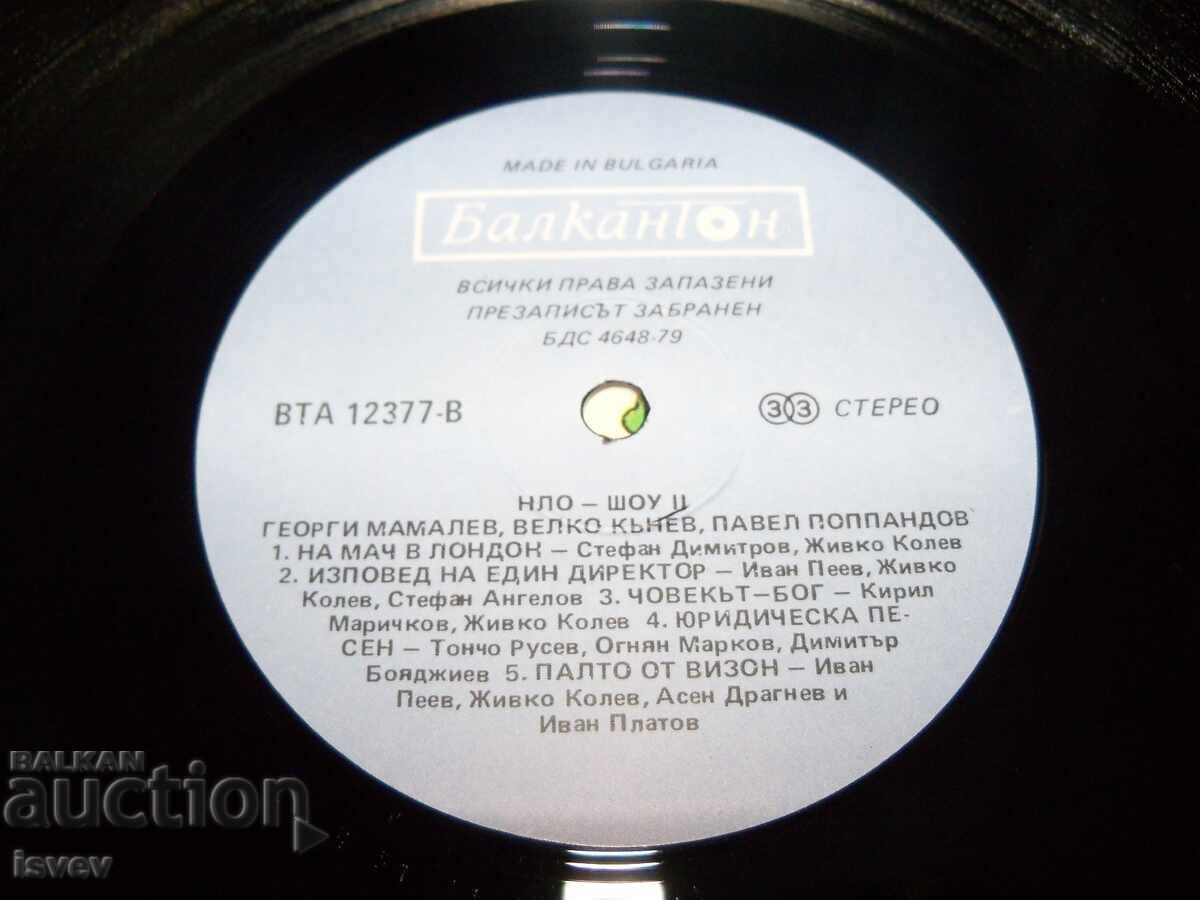 MADE IN BULGARIA
Балкантон
ВСИЧКИ ПРАВА ЗАПАЗЕНИ
ПРЕЗАПИСЪТ ЗАБРАНЕН
БДС 4648-79
ВТА 12377-В
33 СТЕРЕО
НЛО – ШОУ II
ГЕОРГИ МАМАЛЕВ, ВЕЛКО КЪНЕВ, ПАВЕЛ ПОППАНДОВ
1. НА МАЧ В ЛОНДОН – Стефан Димитров, Живко Колев
2. ИЗПОВЕД НА ЕДИН ДИРЕКТОР – Иван Пеев, Живко
Колев, Стефан Ангелов 3. ЧОВЕКЪТ–БОГ – Кирил
Маричков, Живко Колев 4. ЮРИДИЧЕСКА ПЕ-
СЕН – Тончо Русев, Огнян Марков, Димитър
Бояджиев 5. ПАЛТО ОТ ВИЗОН – Иван
Пеев, Живко Колев, Асен Драгнев и
Иван Платов
BALKAN
auction
isvev